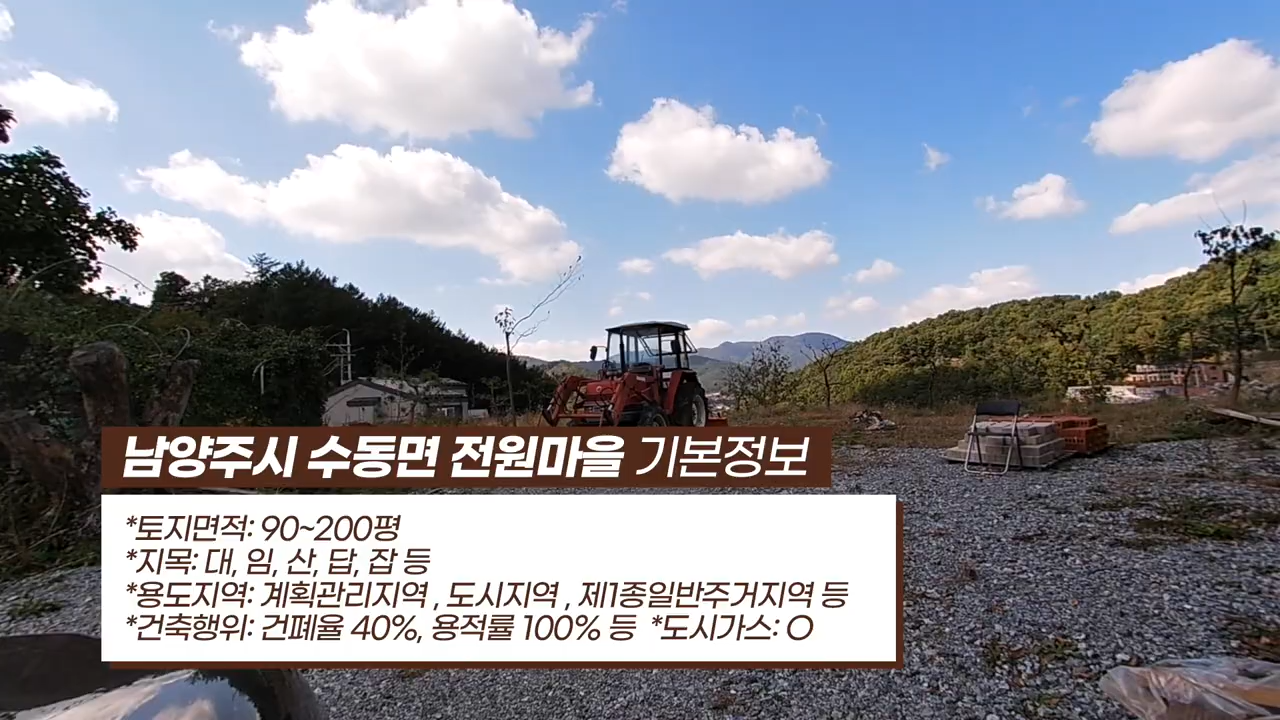 남양주시 수동면 전원마을 기본정보
*토지면적: 90~200평
*지목: 대, 임, 산, 답, 잡 등
*용도지역: 계획관리지역 , 도시지역 , 제1종일반주거지역 등
*건축행위: 건폐율 40%, 용적률 100% 등 *도시가스: O